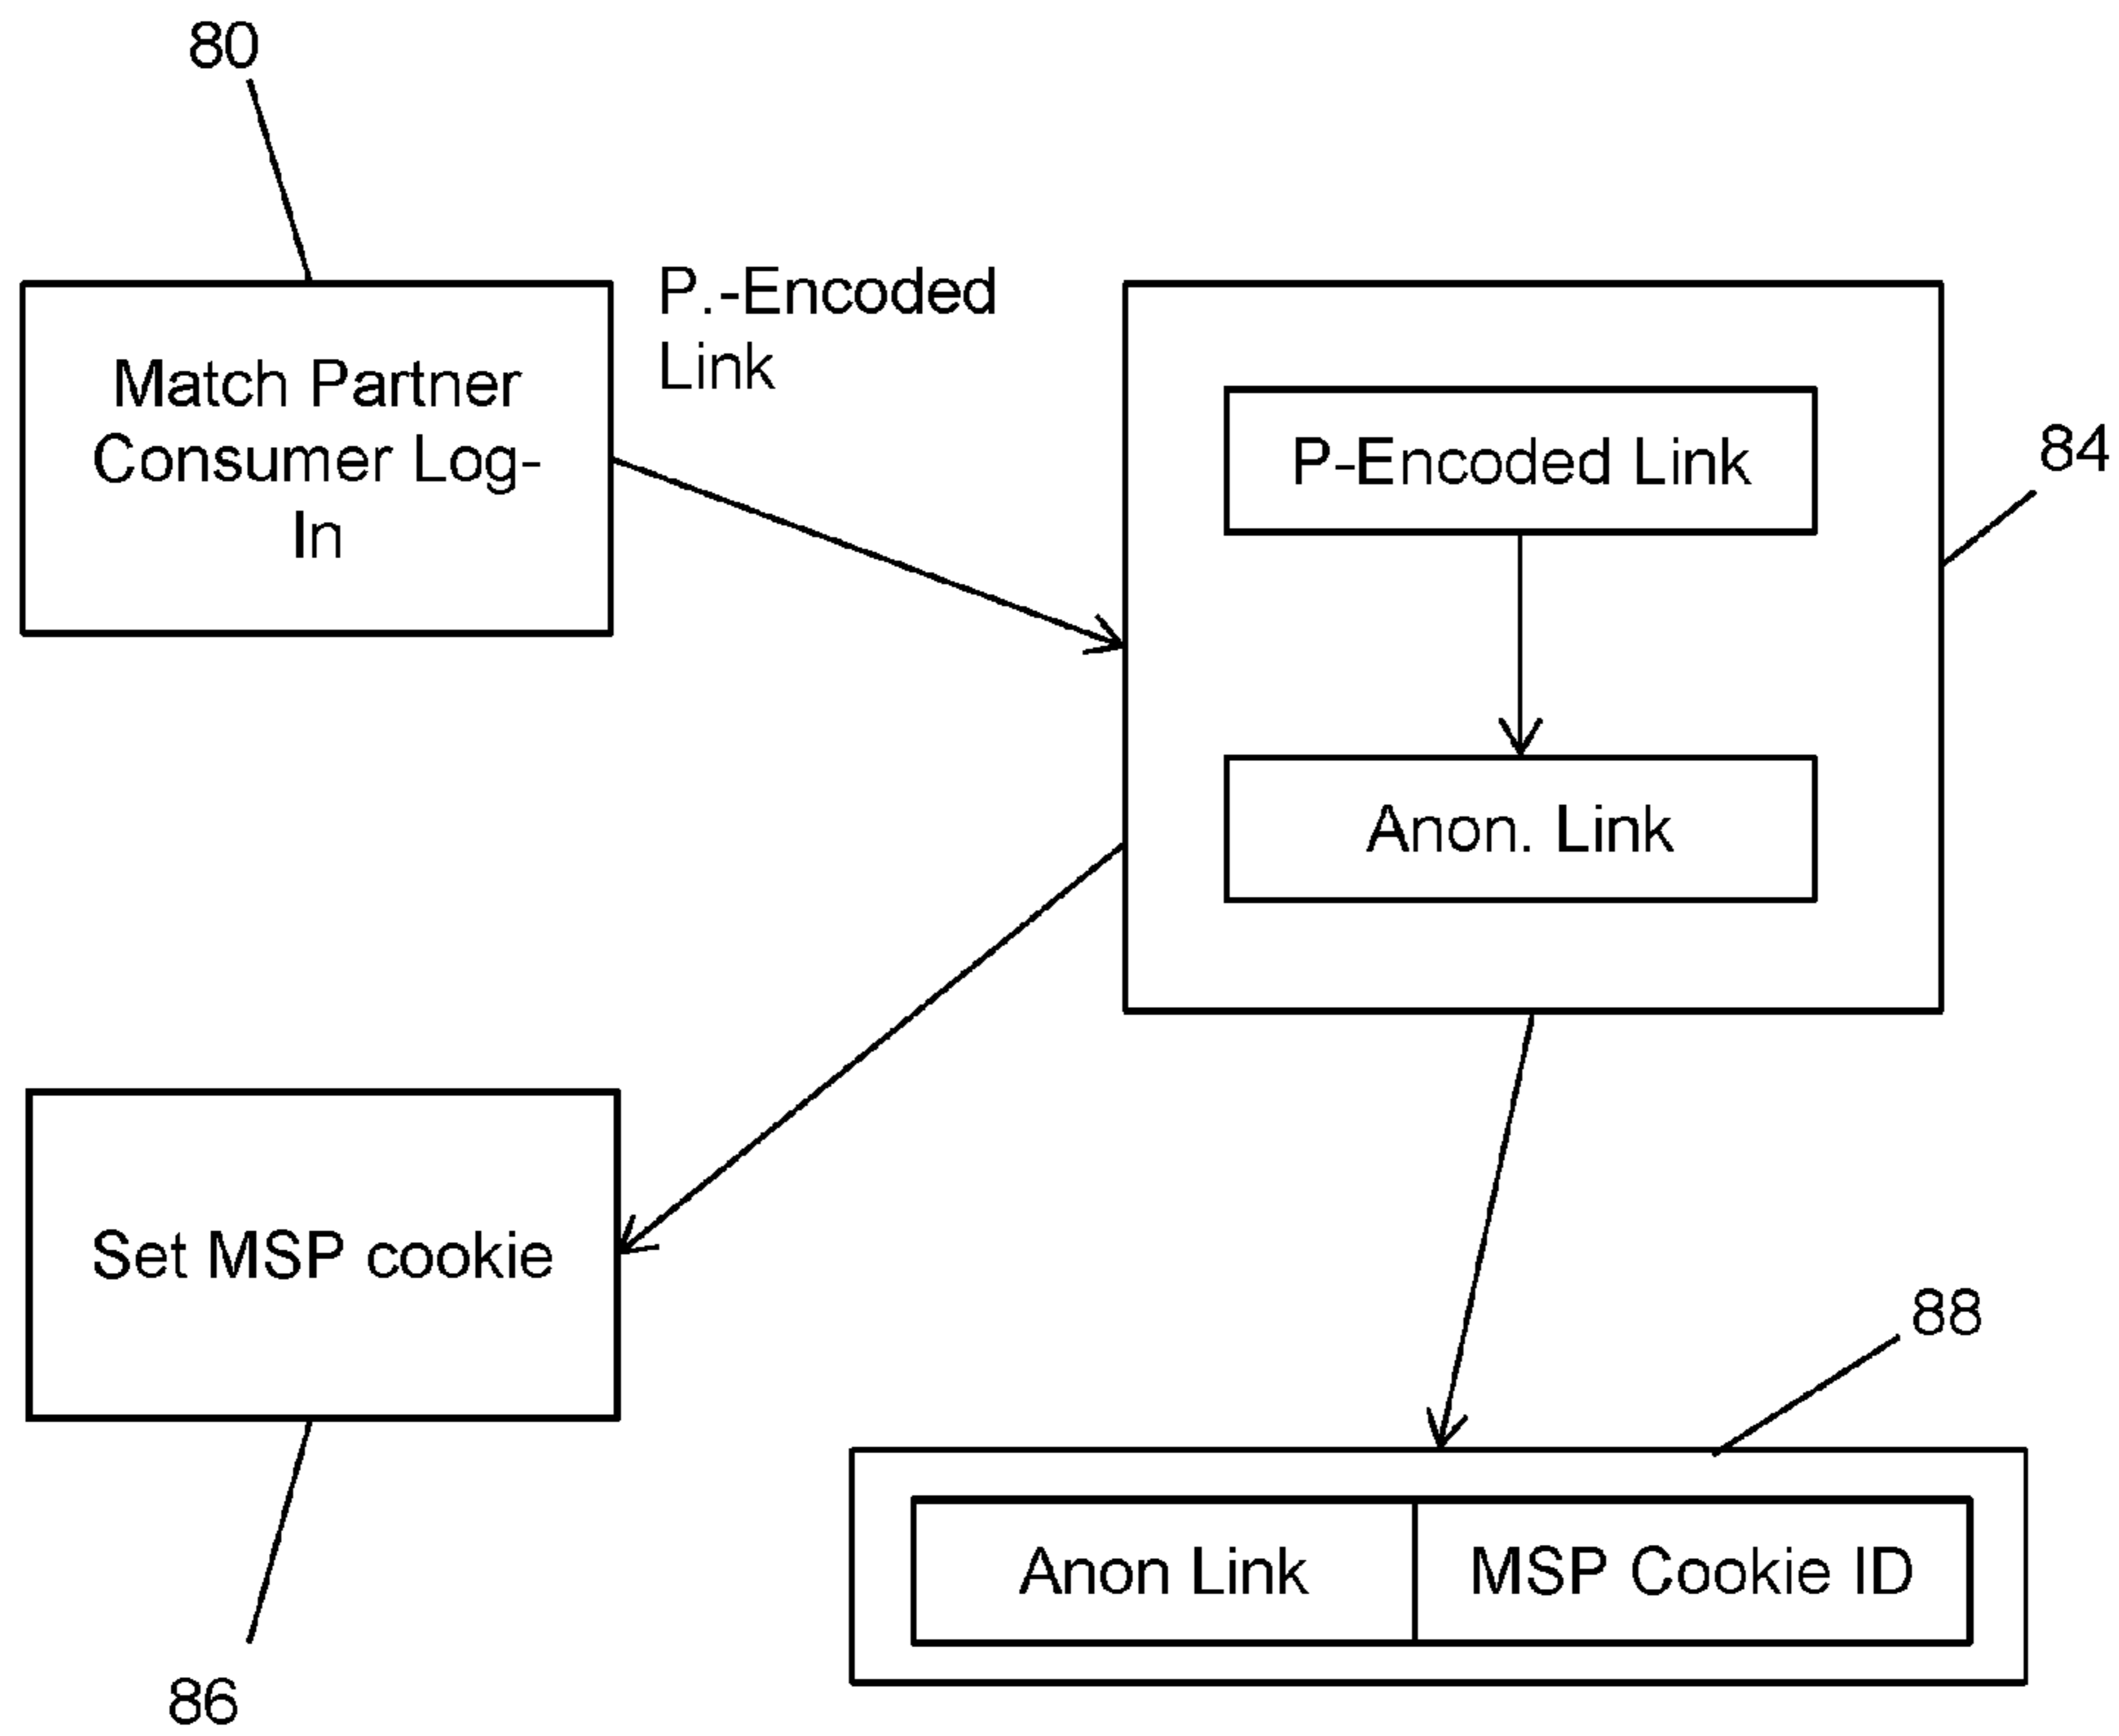 80
P.-Encoded
Link
Match Partner
Consumer Log-
In
P-Encoded Link
84
Anon. Link
Set MSP cookie
88
Anon Link MSP Cookie ID
86